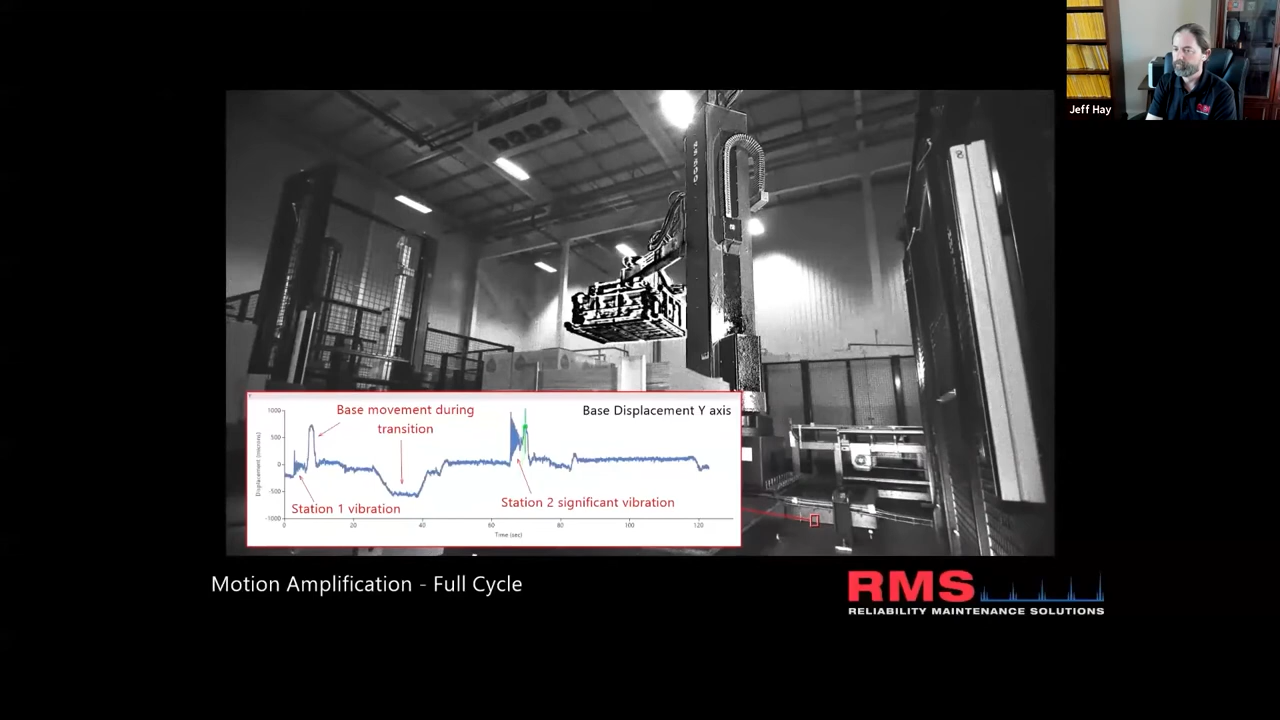 Jeff Hay
Base movement during
transition
Base Displacement Y axis
Displacement (microns)
1000
500
0
-500
-1000
Station 1 vibration
Station 2 significant vibration
0
20
40
60
80
100
120
Time (sec)
Motion Amplification - Full Cycle
RMS
RELIABILITY MAINTENANCE SOLUTIONS